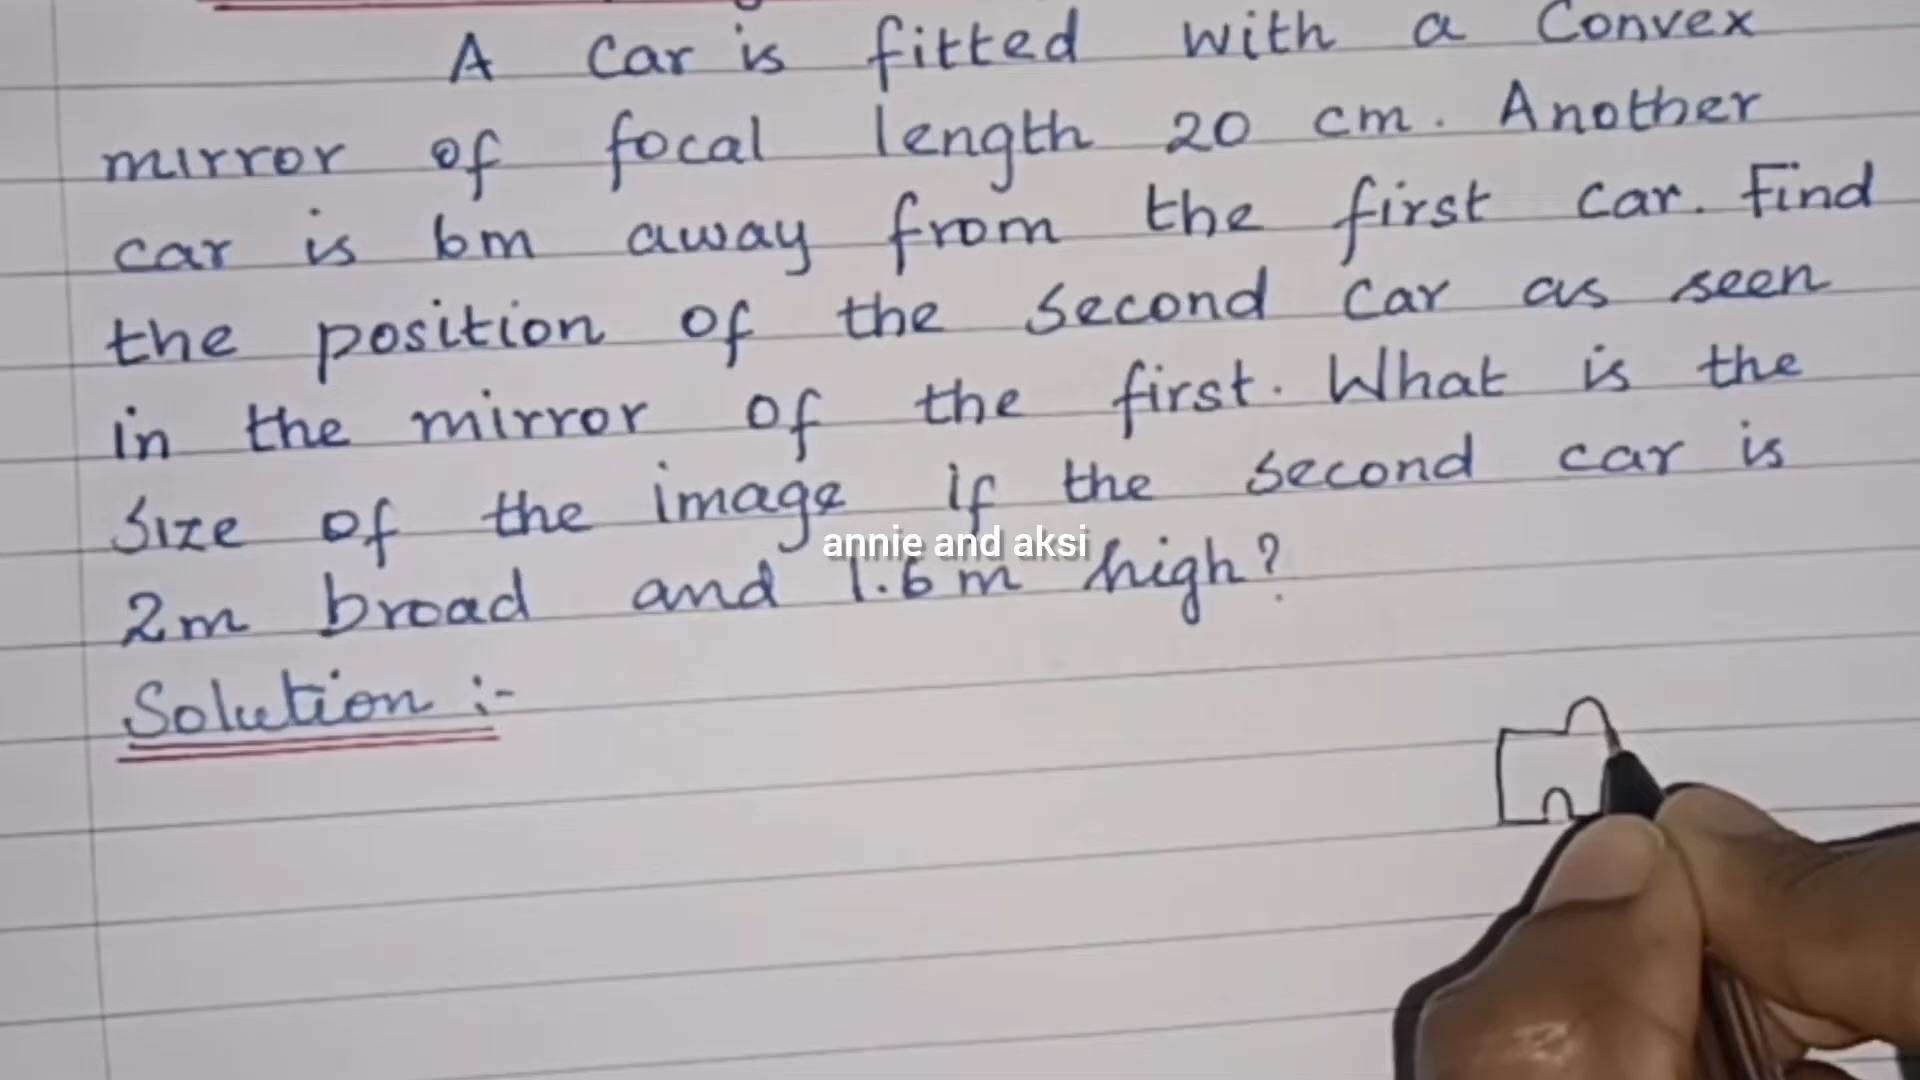 A car is fitted with a Convex
mirror of focal length 20 cm. Another
car is 6m away from the first car. Find
the position of the second car as seen
in the mirror of the first. What is the
size of the image if the second car is
annie and aksi
2m broad and 1.6m high?
Solution :-